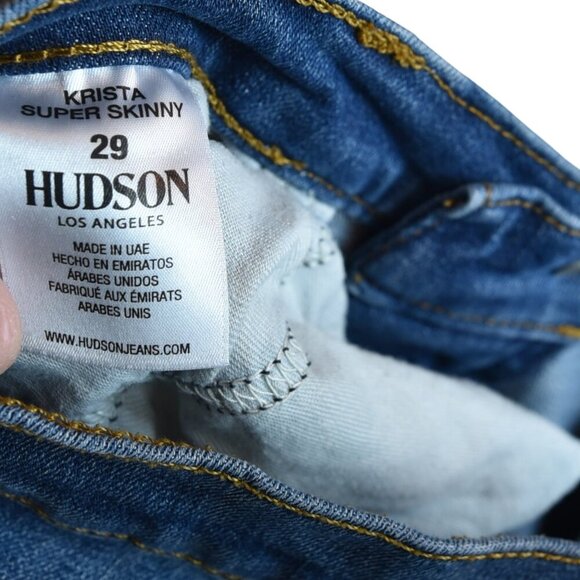 KRISTA
SUPER SKINNY
29
HUDSON
LOS ANGELES
MADE IN UAE
HECHO EN EMIRATOS
ÁRABES UNIDOS
FABRIQUÉ AUX ÉMIRATS
ARABES UNIS
WWW.HUDSONJEANS.COM